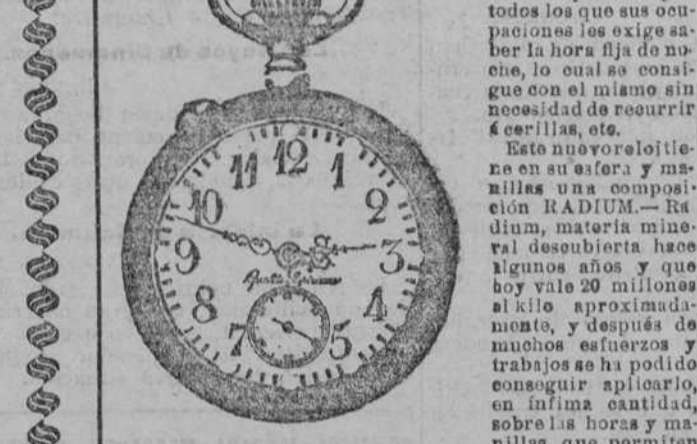 todos los que sus ocu-
paciones les exige sa-
ber la hora fija de no-
che, lo cual se consi-
gue con el mismo sin
necesidad de recurrir
á cerillas, etc.
Este nuevo reloj tie-
ne en su esfera y ma-
nillas una composi-
ción RADIUM.— Ra
dium, materia mine-
ral descubierta hace
algunos años y que
hoy vale 20 millones
el kilo aproximada-
mente, y después de
muchos esfuerzos y
trabajos se ha podido
conseguir aplicarlo,
en ínfima cantidad,
sobre las horas y ma-
nillas, que permiten
12
11
10
9
8
7
5
4
3
2